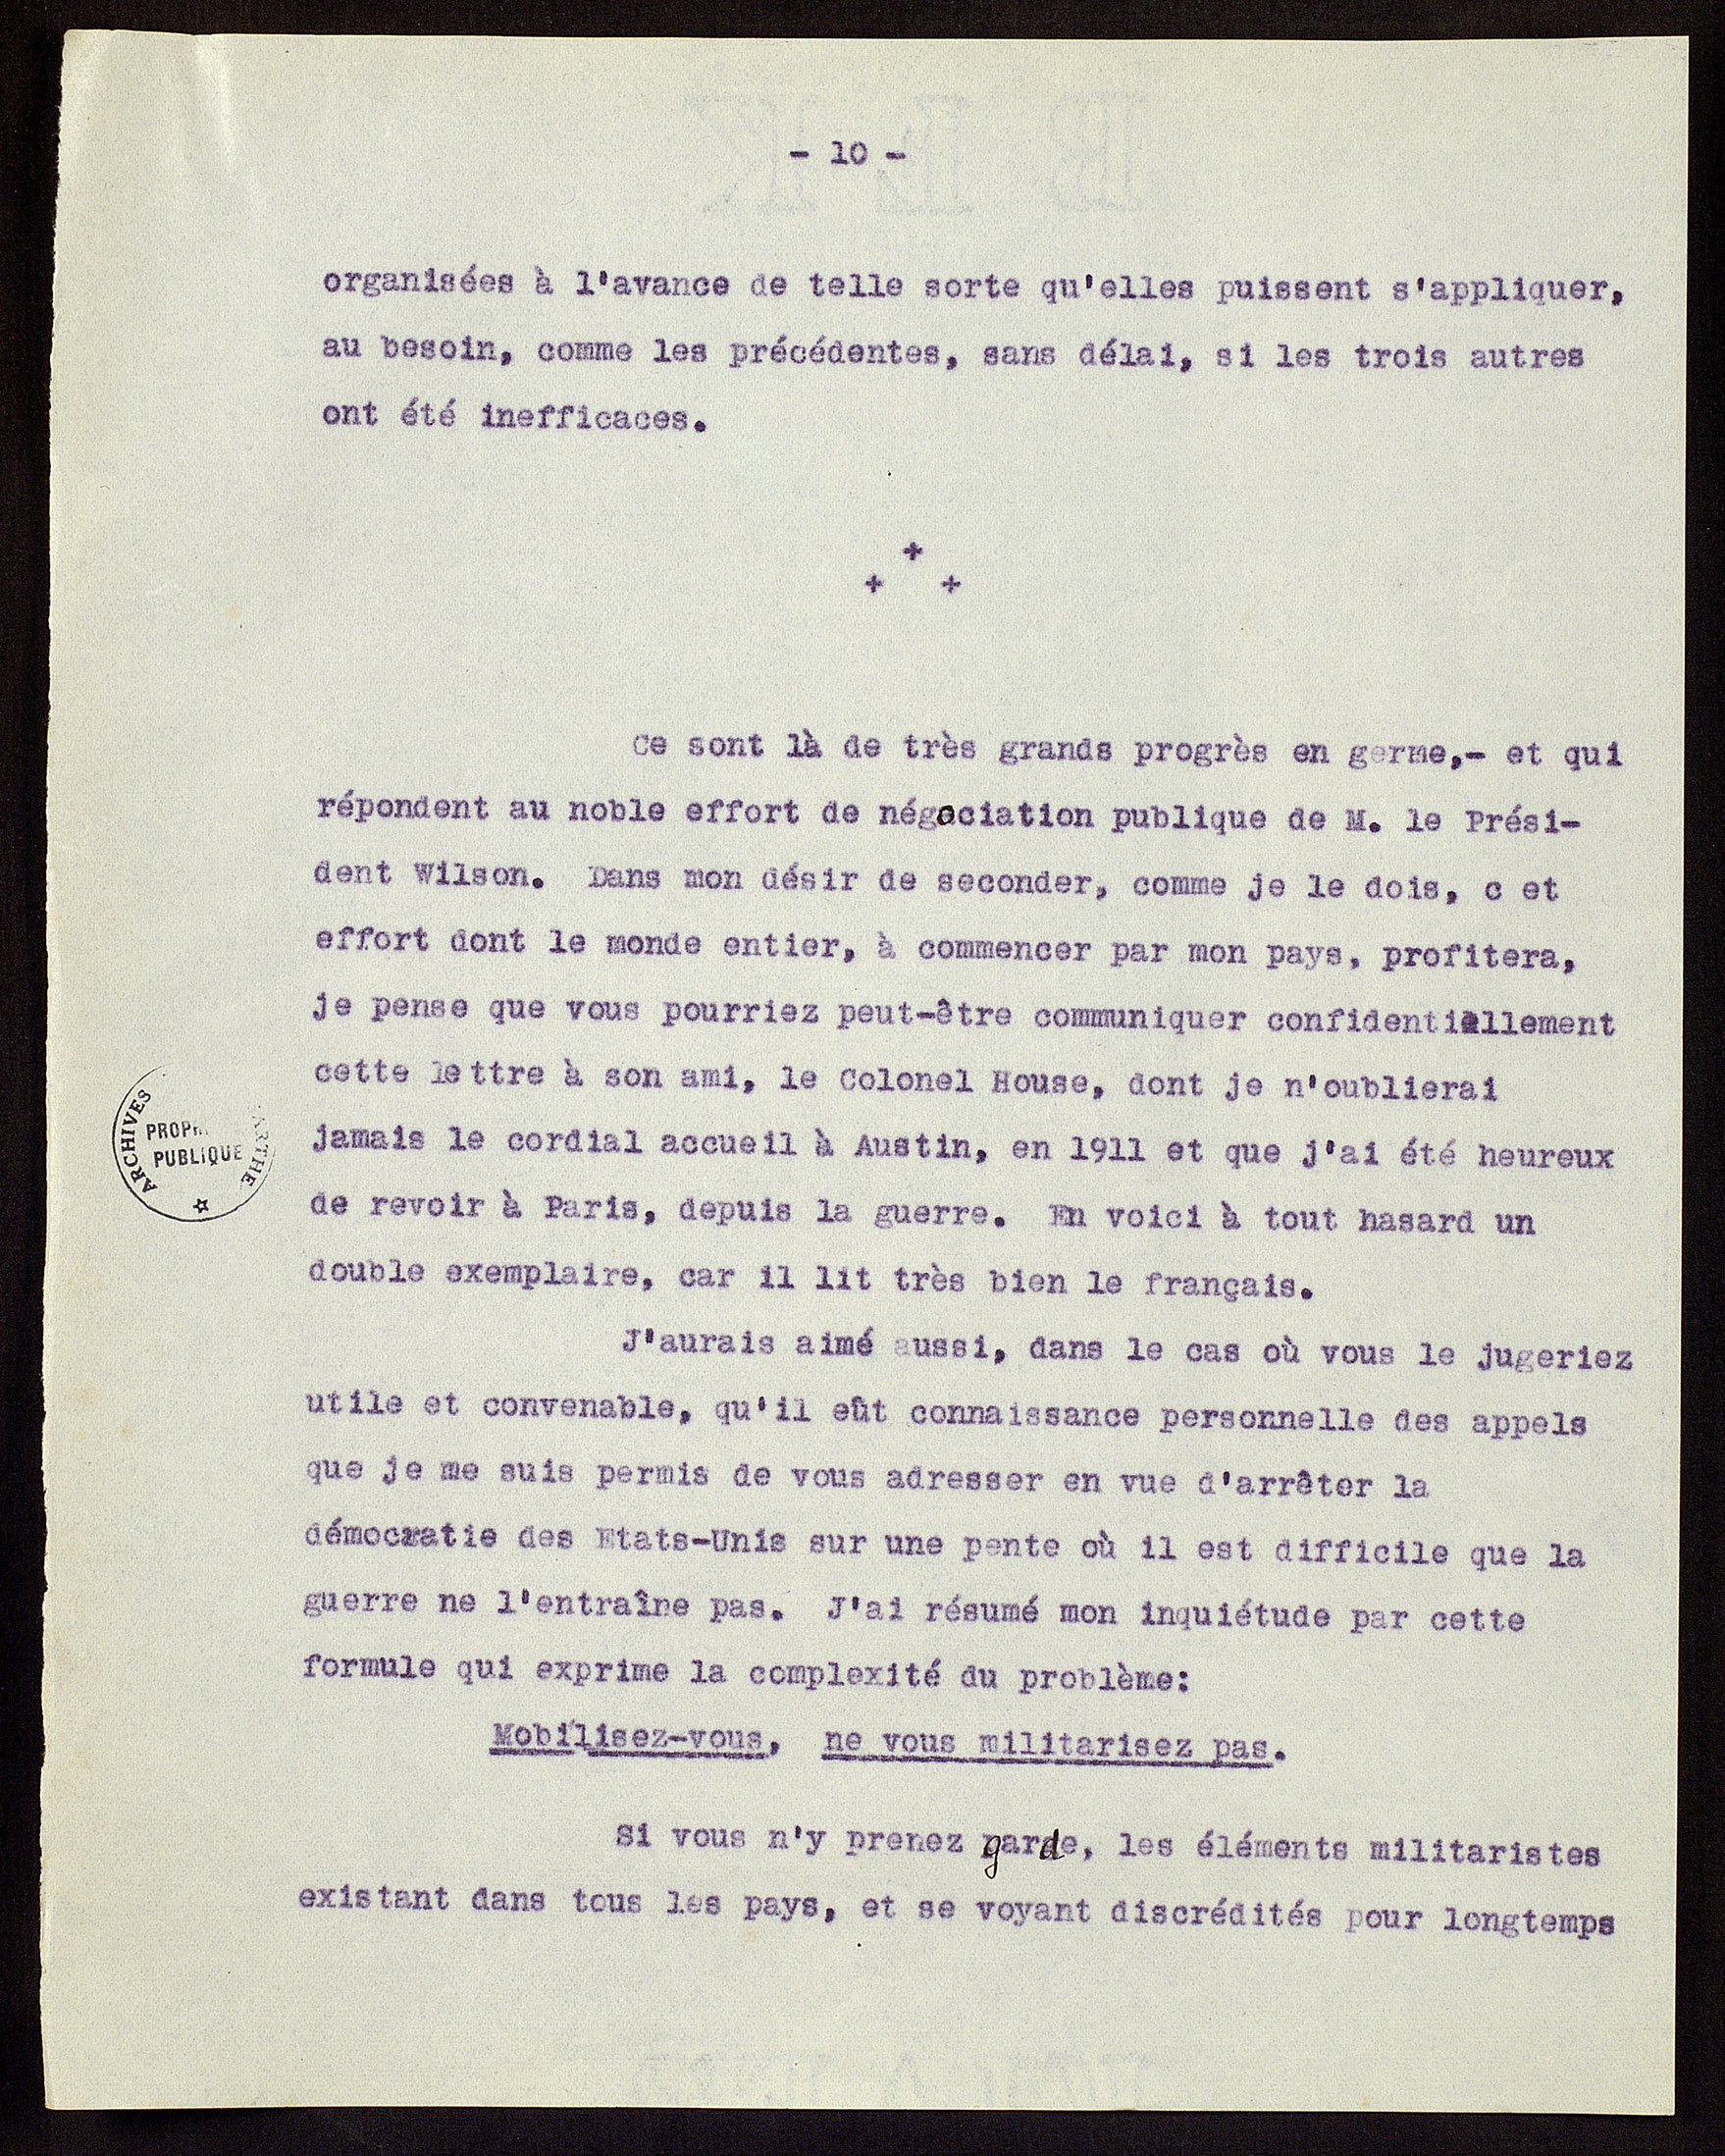 - 10 -
organisées à l'avance de telle sorte qu'elles puissent s'appliquer,
au besoin, comme les précédentes, sans délai, si les trois autres
ont été inefficaces.
+
+ +
Ce sont là de très grands progrès en germe,- et qui
répondent au noble effort de négociation publique de M. le Prési-
dent Wilson. Dans mon désir de seconder, comme je le dois, c et
effort dont le monde entier, à commencer par mon pays, profitera,
je pense que vous pourriez peut-être communiquer confidentiellement
cette lettre à son ami, le Colonel House, dont je n'oublierai
jamais le cordial accueil à Austin, en 1911 et que j'ai été heureux
de revoir à Paris, depuis la guerre. En voici à tout hasard un
double exemplaire, car il lit très bien le français.
J'aurais aimé aussi, dans le cas où vous le jugeriez
utile et convenable, qu'il eût connaissance personnelle des appels
que je me suis permis de vous adresser en vue d'arrêter la
démocratie des Etats-Unis sur une pente où il est difficile que la
guerre ne l'entraîne pas. J'ai résumé mon inquiétude par cette
formule qui exprime la complexité du problème:
Mobilisez-vous, ne vous militarisez pas.
Si vous n'y prenez garde, les éléments militaristes
existant dans tous les pays, et se voyant discrédités pour longtemps
ARCHIVES
PUBLIQUE